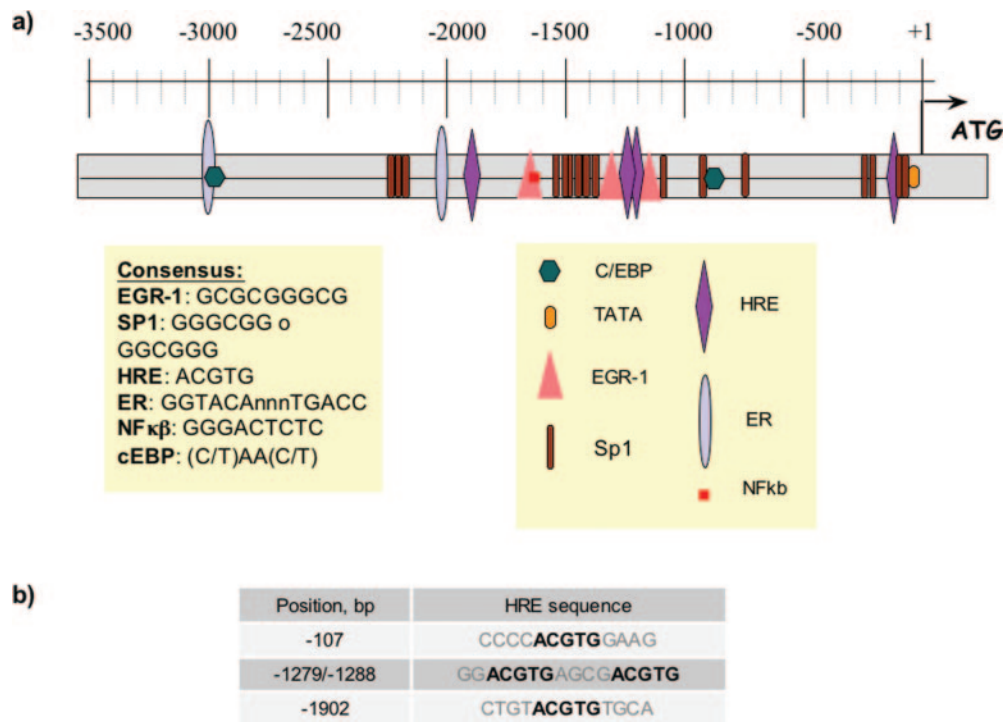 a)
-3500 -3000 -2500 -2000 -1500 -1000 -500 +1
ATG
Consensus:
EGR-1: GCGCGGGCG
SP1: GGGCGG o
GGCGGG
HRE: ACGTG
ER: GGTACAnnnTGACC
NFκβ: GGGACTCTC
cEBP: (C/T)AA(C/T)
C/EBP
TATA
EGR-1
Sp1
HRE
ER
NFkb
b)
Position, bp HRE sequence
-107 CCCCACGTGGAAG
-1279/-1288 GGACGTGAGCGACGTG
-1902 CTGTACGTGTGCA